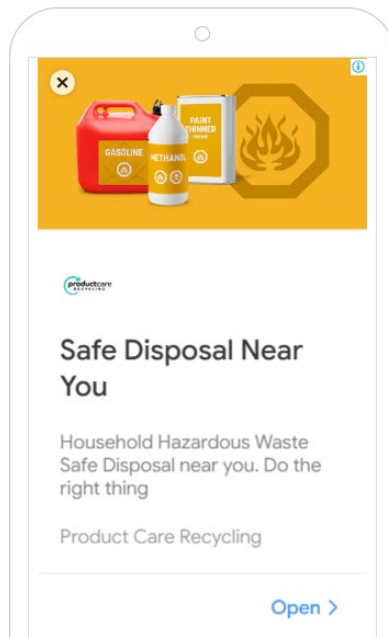 PAINT
THINNER
GASOLINE
METHANOL
productcare
RECYCLING
Safe Disposal Near
You
Household Hazardous Waste
Safe Disposal near you. Do the
right thing
Product Care Recycling
Open >